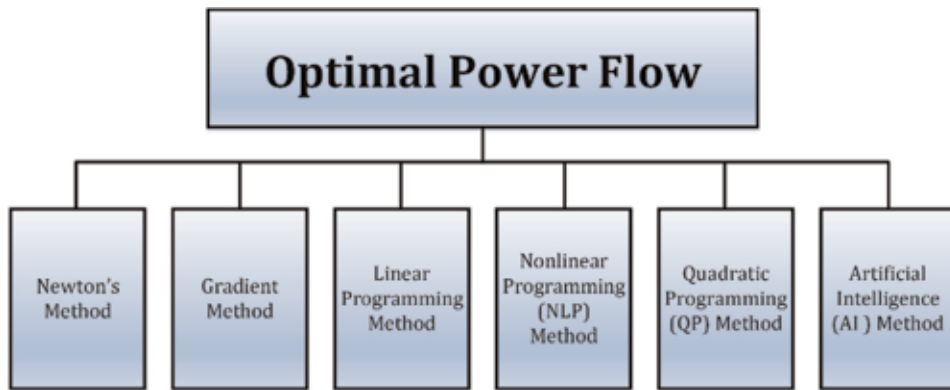 Optimal Power Flow
Newton's
Method
Gradient
Method
Linear
Programming
Method
Nonlinear
Programming
(NLP)
Method
Quadratic
Programming
(QP) Method
Artificial
Intelligence
(AI ) Method